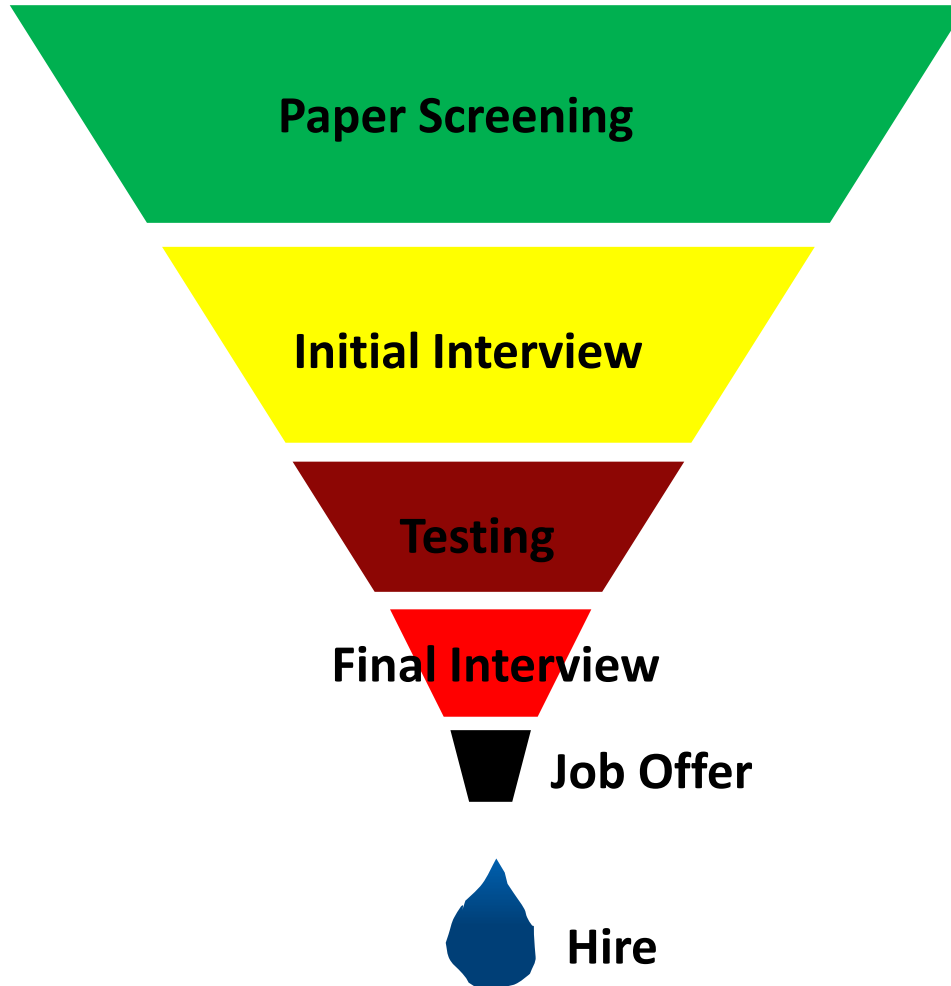 Paper Screening
Initial Interview
Testing
Final Interview
Job Offer
Hire